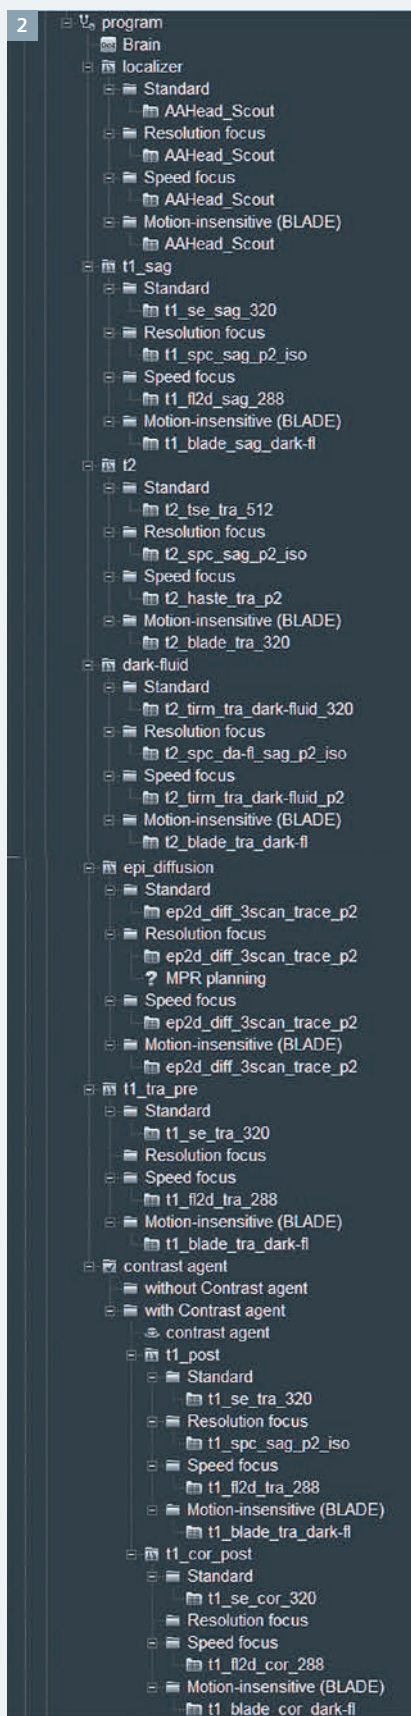 2
program
Brain
localizer
Standard
AAHead_Scout
Resolution focus
AAHead_Scout
Speed focus
AAHead_Scout
Motion-insensitive (BLADE)
AAHead_Scout
t1_sag
Standard
t1_se_sag_320
Resolution focus
t1_spc_sag_p2_iso
Speed focus
t1_fl2d_sag_288
Motion-insensitive (BLADE)
t1_blade_sag_dark-fl
t2
Standard
t2_tse_tra_512
Resolution focus
t2_spc_sag_p2_iso
Speed focus
t2_haste_tra_p2
Motion-insensitive (BLADE)
t2_blade_tra_320
dark-fluid
Standard
t2_tirm_tra_dark-fluid_320
Resolution focus
t2_spc_da-fl_sag_p2_iso
Speed focus
t2_tirm_tra_dark-fluid_p2
Motion-insensitive (BLADE)
t2_blade_tra_dark-fl
epi_diffusion
Standard
ep2d_diff_3scan_trace_p2
Resolution focus
ep2d_diff_3scan_trace_p2
? MPR planning
Speed focus
ep2d_diff_3scan_trace_p2
Motion-insensitive (BLADE)
ep2d_diff_3scan_trace_p2
t1_tra_pre
Standard
t1_se_tra_320
Resolution focus
Speed focus
t1_fl2d_tra_288
Motion-insensitive (BLADE)
t1_blade_tra_dark-fl
contrast agent
without Contrast agent
with Contrast agent
contrast agent
t1_post
Standard
t1_se_tra_320
Resolution focus
t1_spc_sag_p2_iso
Speed focus
t1_fl2d_tra_288
Motion-insensitive (BLADE)
t1_blade_tra_dark-fl
t1_cor_post
Standard
t1_se_cor_320
Resolution focus
Speed focus
t1_fl2d_cor_288
Motion-insensitive (BLADE)
t1_blade_cor_dark-fl